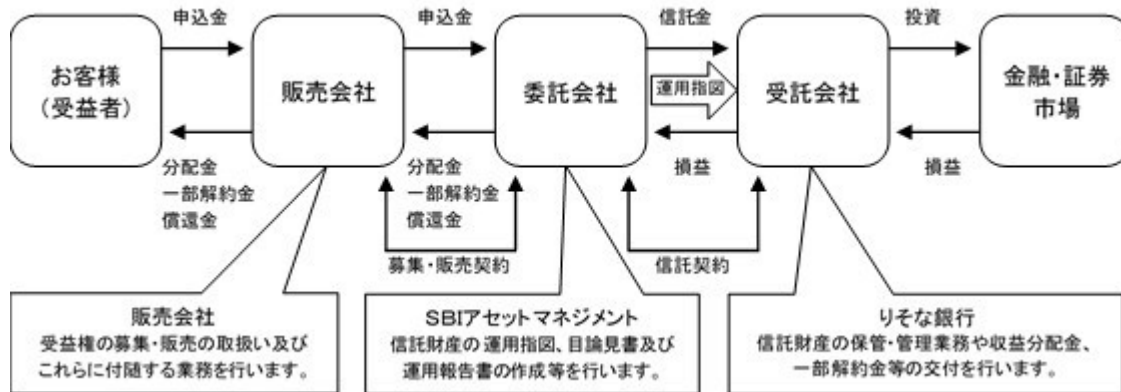 申込金
申込金
信託金
投資
お客様
（受益者）
販売会社
委託会社
運用指図
受託会社
金融・証券
市場
分配金
一部解約金
償還金
分配金
一部解約金
償還金
損益
損益
募集・販売契約
信託契約
販売会社
受益権の募集・販売の取扱い及び
これらに付随する業務を行います。
SBIアセットマネジメント
信託財産の運用指図、目論見書及び
運用報告書の作成等を行います。
りそな銀行
信託財産の保管・管理業務や収益分配金、
一部解約金等の交付を行います。